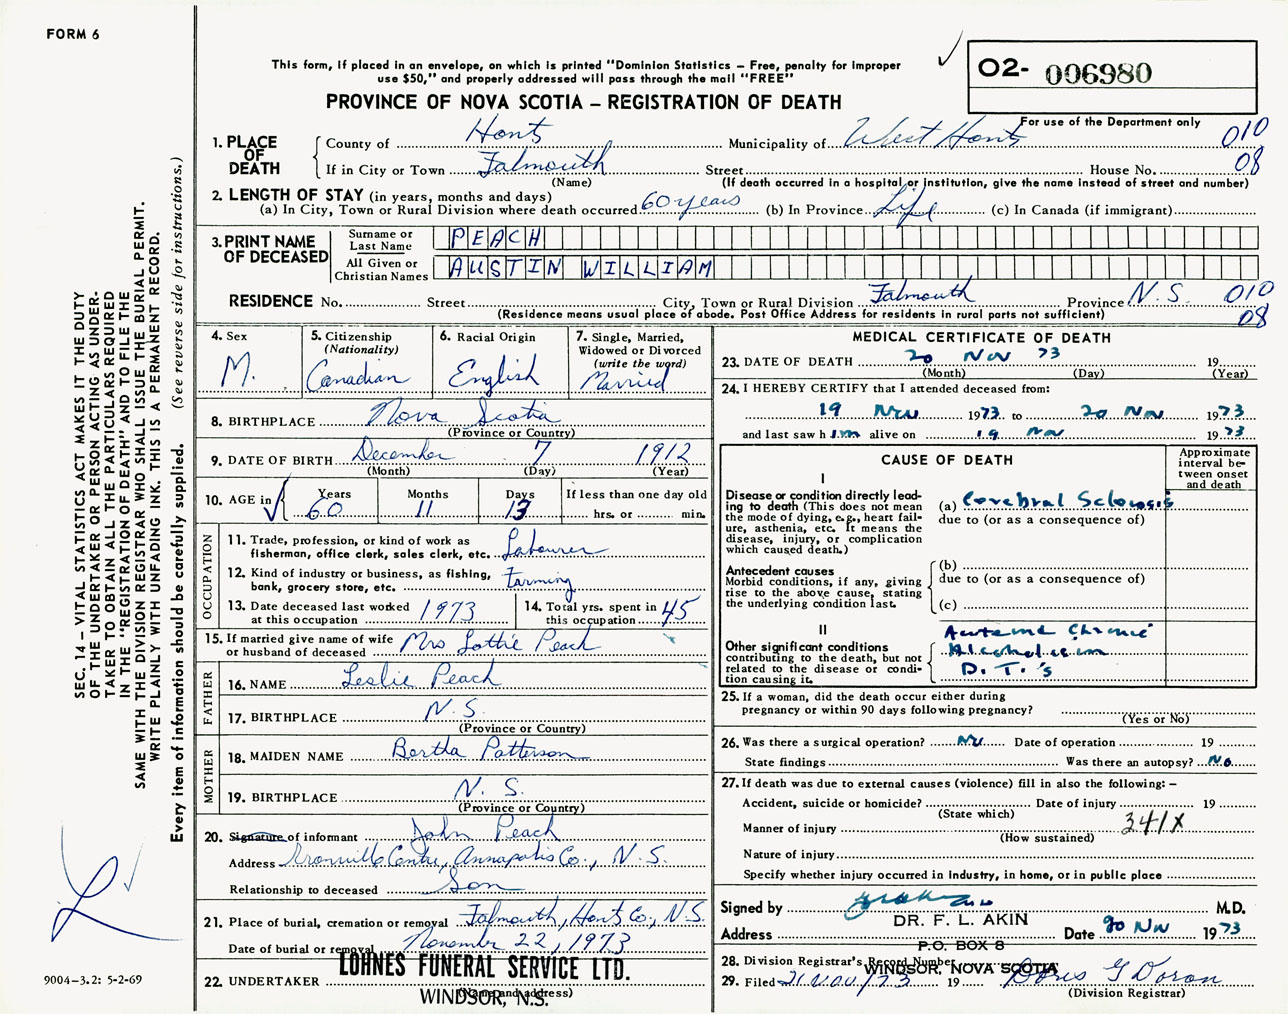 FORM 6
This form, if placed in an envelope, on which is printed "Dominion Statistics – Free, penalty for improper
use $50," and properly addressed will pass through the mail "FREE"
O2- 006980
PROVINCE OF NOVA SCOTIA – REGISTRATION OF DEATH
For use of the Department only
1. PLACE OF DEATH
County of Hants Municipality of West Hants 010
If in City or Town Falmouth Street House No. 08
(Name) (If death occurred in a hospital or institution, give the name instead of street and number)
2. LENGTH OF STAY (in years, months and days)
(a) In City, Town or Rural Division where death occurred 60 years (b) In Province Life (c) In Canada (if immigrant)
3. PRINT NAME OF DECEASED
Surname or Last Name PEACH
All Given or Christian Names AUSTIN WILLIAM
RESIDENCE No. Street City, Town or Rural Division Falmouth Province N.S. 010
(Residence means usual place of abode. Post Office Address for residents in rural parts not sufficient) 08
4. Sex
M.
5. Citizenship
(Nationality)
Canadian
6. Racial Origin
English
7. Single, Married,
Widowed or Divorced
(write the word)
Married
8. BIRTHPLACE Nova Scotia
(Province or Country)
9. DATE OF BIRTH December 7 1912
(Month) (Day) (Year)
10. AGE in Years Months Days If less than one day old
60 11 13 hrs. or min.
OCCUPATION
11. Trade, profession, or kind of work as
fisherman, office clerk, sales clerk, etc. Labourer
12. Kind of industry or business, as fishing,
bank, grocery store, etc. Farming
13. Date deceased last worked
at this occupation 1973
14. Total yrs. spent in
this occupation 45
15. If married give name of wife
or husband of deceased Mrs Lottie Peach
FATHER
16. NAME Leslie Peach
17. BIRTHPLACE N.S.
(Province or Country)
MOTHER
18. MAIDEN NAME Bertha Patterson
19. BIRTHPLACE N. S.
(Province or Country)
20. Signature of informant John Peach
Address Granville Centre, Annapolis Co., N.S.
Relationship to deceased Son
21. Place of burial, cremation or removal Falmouth, Hants Co., N.S.
Date of burial or removal November 22, 1973
LOHNES FUNERAL SERVICE LTD.
22. UNDERTAKER
(Name and address)
WINDSOR, N.S.
MEDICAL CERTIFICATE OF DEATH
23. DATE OF DEATH 20 Nov 73 19
(Month) (Day) (Year)
24. I HEREBY CERTIFY that I attended deceased from:
19 Nov 1973 to 20 Nov 1973
and last saw him alive on 19 Nov 1973
CAUSE OF DEATH
Approximate
interval be-
tween onset
and death
I
Disease or condition directly lead-
ing to death (This does not mean
the mode of dying, e.g., heart fail-
ure, asthenia, etc. It means the
disease, injury, or complication
which caused death.)
(a) Cerebral Sclerosis
due to (or as a consequence of)
Antecedent causes
Morbid conditions, if any, giving
rise to the above cause, stating
the underlying condition last.
(b)
due to (or as a consequence of)
(c)
II
Other significant conditions
contributing to the death, but not
related to the disease or condi-
tion causing it.
Acute and Chronic
Alcoholism
D.T.'s
25. If a woman, did the death occur either during
pregnancy or within 90 days following pregnancy?
(Yes or No)
26. Was there a surgical operation? No Date of operation 19
State findings Was there an autopsy? No
27. If death was due to external causes (violence) fill in also the following: –
Accident, suicide or homicide? Date of injury 19
(State which)
Manner of injury 341X
(How sustained)
Nature of injury
Specify whether injury occurred in industry, in home, or in public place
Signed by M.D.
DR. F. L. AKIN
Address Date 20 Nov 1973
P.O. BOX 8
28. Division Registrar's Record Number
WINDSOR, NOVA SCOTIA
29. Filed 21 Nov/73 19 Doris G Doran
(Division Registrar)
SEC. 14 – VITAL STATISTICS ACT MAKES IT THE DUTY
OF THE UNDERTAKER OR PERSON ACTING AS UNDER-
TAKER TO OBTAIN ALL THE PARTICULARS REQUIRED
IN THE "REGISTRATION OF DEATH" AND TO FILE THE
SAME WITH THE DIVISION REGISTRAR WHO SHALL ISSUE THE BURIAL PERMIT.
WRITE PLAINLY WITH UNFADING INK. THIS IS A PERMANENT RECORD.
Every item of information should be carefully supplied. (See reverse side for instructions.)
9004–3.2: 5-2-69